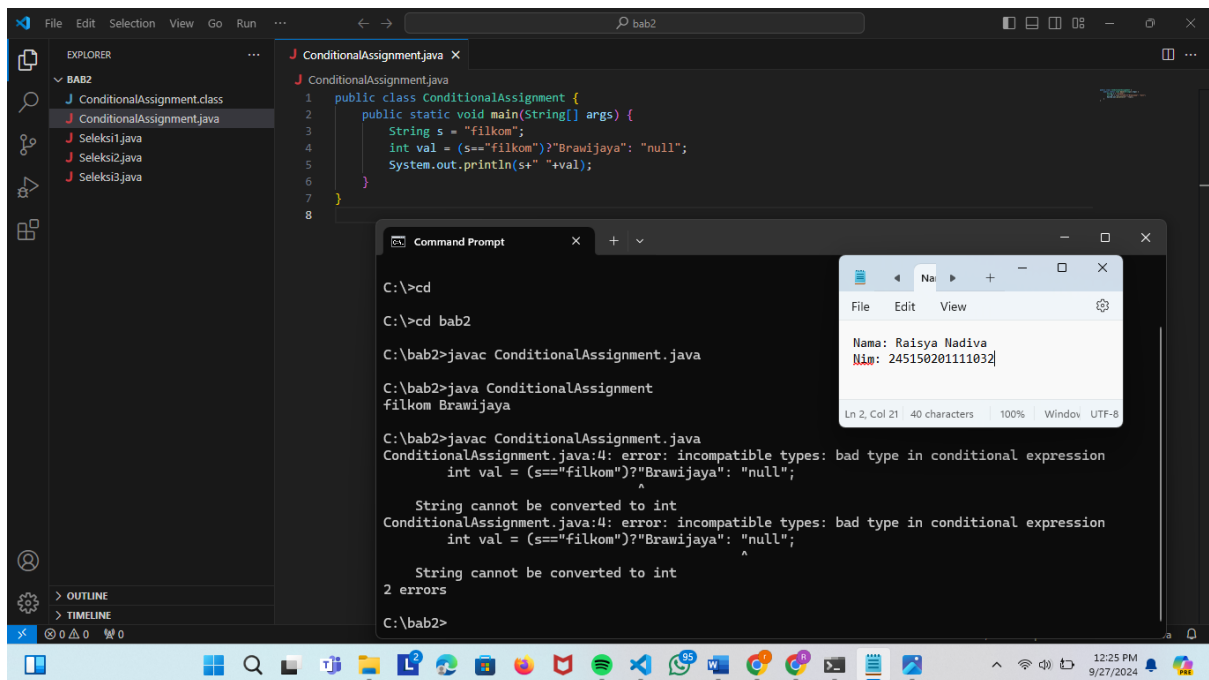 File Edit Selection View Go Run ···
bab2
EXPLORER ···
BAB2
J ConditionalAssignment.class
J ConditionalAssignment.java
J Seleksi1.java
J Seleksi2.java
J Seleksi3.java
OUTLINE
TIMELINE
J ConditionalAssignment.java
J ConditionalAssignment.java
1 public class ConditionalAssignment {
2 public static void main(String[] args) {
3 String s = "filkom";
4 int val = (s=="filkom")?"Brawijaya": "null";
5 System.out.println(s+" "+val);
6 }
7 }
8
Command Prompt
C:\>cd
C:\>cd bab2
C:\bab2>javac ConditionalAssignment.java
C:\bab2>java ConditionalAssignment
filkom Brawijaya
C:\bab2>javac ConditionalAssignment.java
ConditionalAssignment.java:4: error: incompatible types: bad type in conditional expression
int val = (s=="filkom")?"Brawijaya": "null";
^
String cannot be converted to int
ConditionalAssignment.java:4: error: incompatible types: bad type in conditional expression
int val = (s=="filkom")?"Brawijaya": "null";
^
String cannot be converted to int
2 errors
C:\bab2>
Na
File Edit View
Nama: Raisya Nadiva
Nim: 245150201111032
Ln 2, Col 21 40 characters 100% Window UTF-8
0 0 0
95
12:25 PM
9/27/2024
PRE